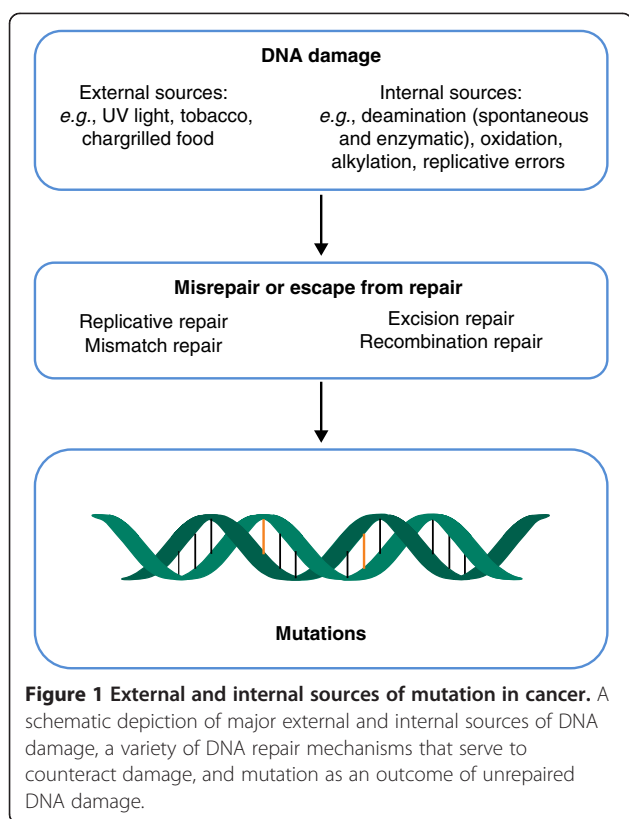 DNA damage
External sources:
e.g., UV light, tobacco,
chargrilled food
Internal sources:
e.g., deamination (spontaneous
and enzymatic), oxidation,
alkylation, replicative errors
Misrepair or escape from repair
Replicative repair
Mismatch repair
Excision repair
Recombination repair
Mutations
Figure 1 External and internal sources of mutation in cancer. A
schematic depiction of major external and internal sources of DNA
damage, a variety of DNA repair mechanisms that serve to
counteract damage, and mutation as an outcome of unrepaired
DNA damage.